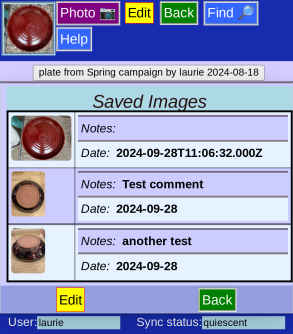 Photo 📷 Edit Back Find 🔎
Help
plate from Spring campaign by laurie 2024-08-18
Saved Images
Notes:
Date: 2024-09-28T11:06:32.000Z
Notes: Test comment
Date: 2024-09-28
Notes: another test
Date: 2024-09-28
Edit Back
User: laurie Sync status: quiescent